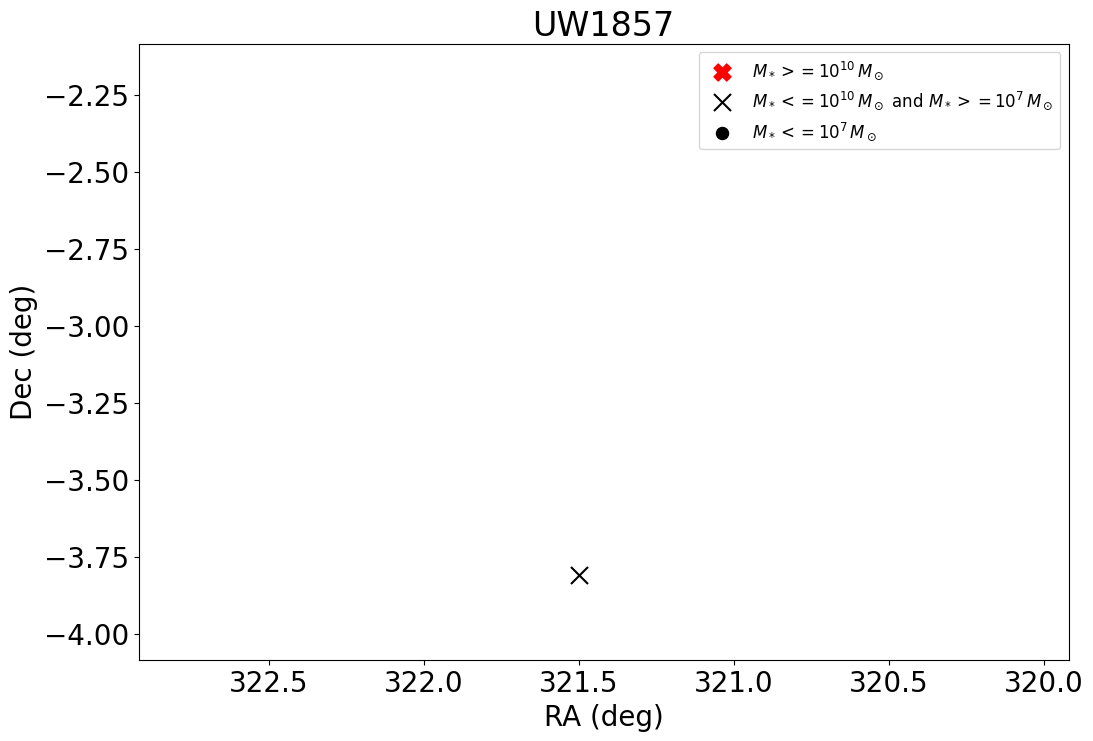 UW1857
M* >= 10^10 M⊙
M* <= 10^10 M⊙ and M* >= 10^7 M⊙
M* <= 10^7 M⊙
−2.25
−2.50
−2.75
−3.00
−3.25
−3.50
−3.75
−4.00
Dec (deg)
322.5 322.0 321.5 321.0 320.5 320.0
RA (deg)